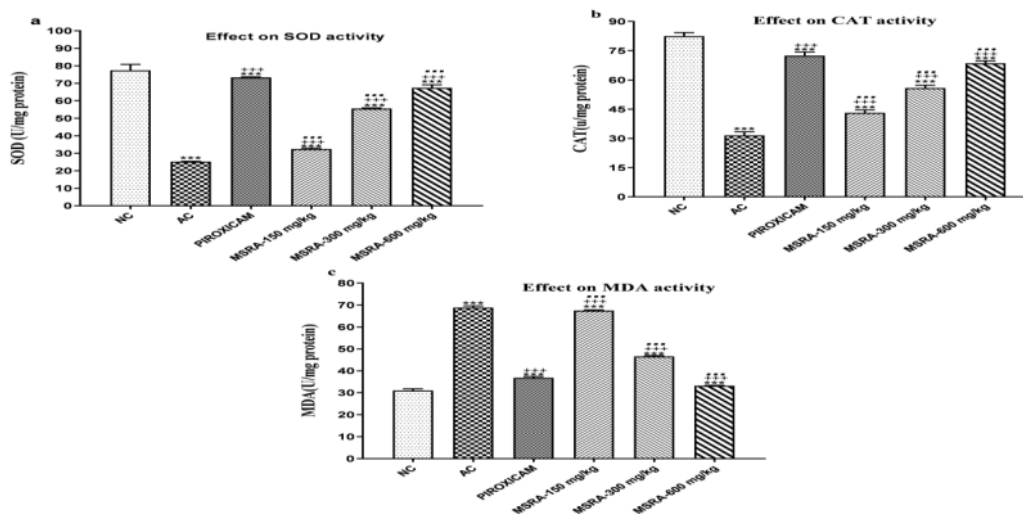 a
Effect on SOD activity
SOD (U/mg protein)
100
90
80
70
60
50
40
30
20
10
0
NC
AC
PIROXICAM
MSRA-150 mg/kg
MSRA-300 mg/kg
MSRA-600 mg/kg
b
Effect on CAT activity
CAT(u/mg protein)
90
75
60
45
30
15
0
NC
AC
PIROXICAM
MSRA-150 mg/kg
MSRA-300 mg/kg
MSRA-600 mg/kg
c
Effect on MDA activity
MDA(U/mg protein)
80
70
60
50
40
30
20
10
0
NC
AC
PIROXICAM
MSRA-150 mg/kg
MSRA-300 mg/kg
MSRA-600 mg/kg